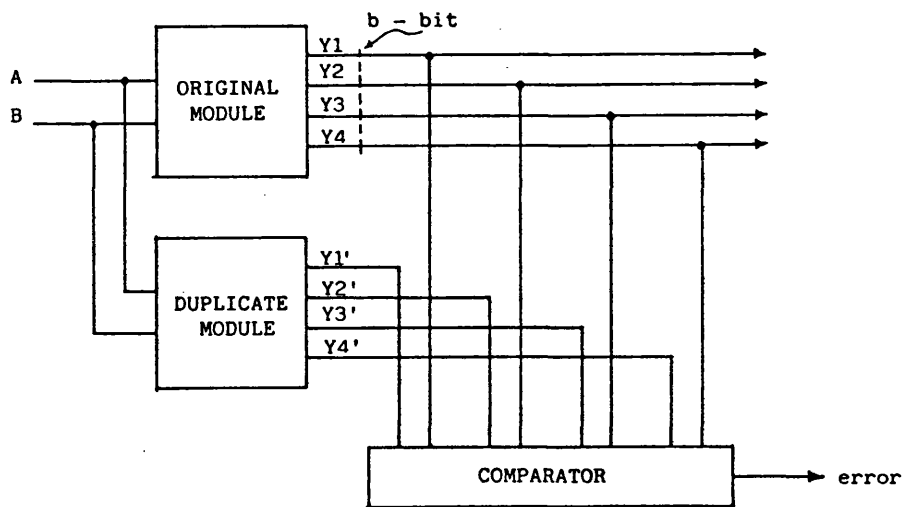 b - bit
Y1
Y2
Y3
Y4
A
B
ORIGINAL
MODULE
Y1'
Y2'
Y3'
Y4'
DUPLICATE
MODULE
COMPARATOR
error